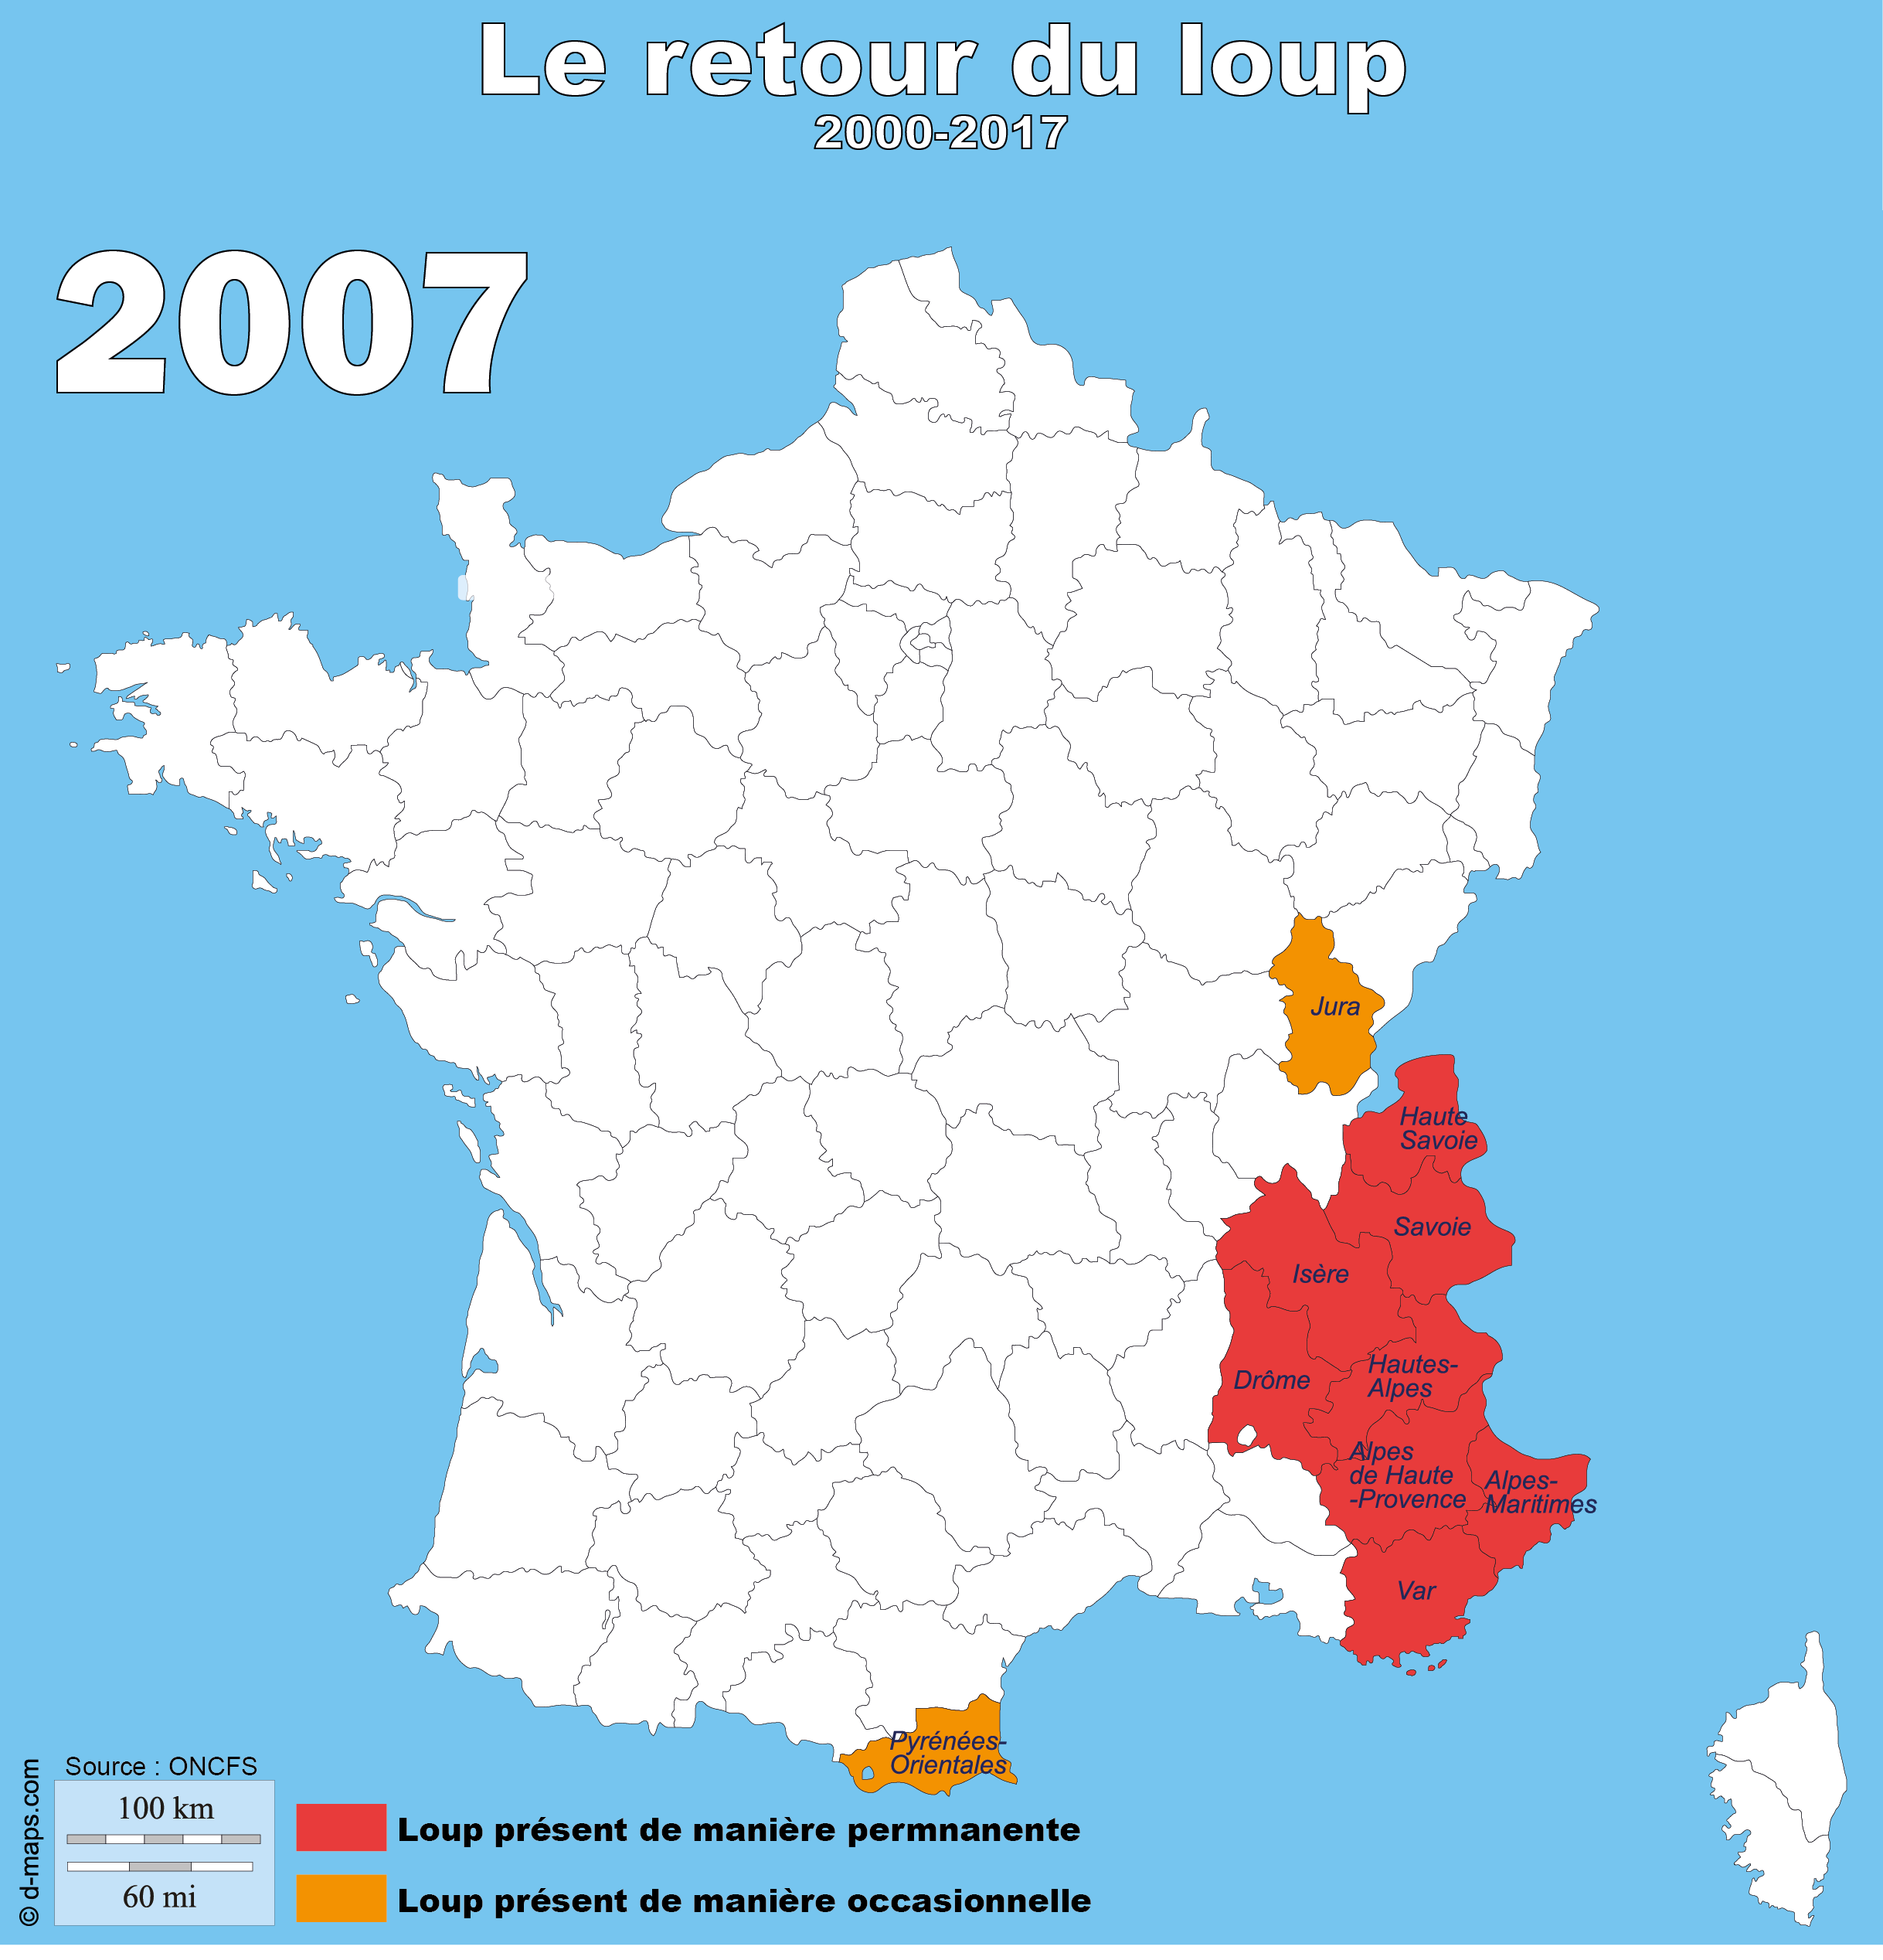 Le retour du loup
2000-2017
2007
Jura
Haute
Savoie
Savoie
Isère
Drôme
Hautes-
Alpes
Alpes
de Haute
-Provence
Alpes-
Maritimes
Var
Pyrénées-
Orientales
Source : ONCFS
100 km
60 mi
© d-maps.com
Loup présent de manière permnanente
Loup présent de manière occasionnelle